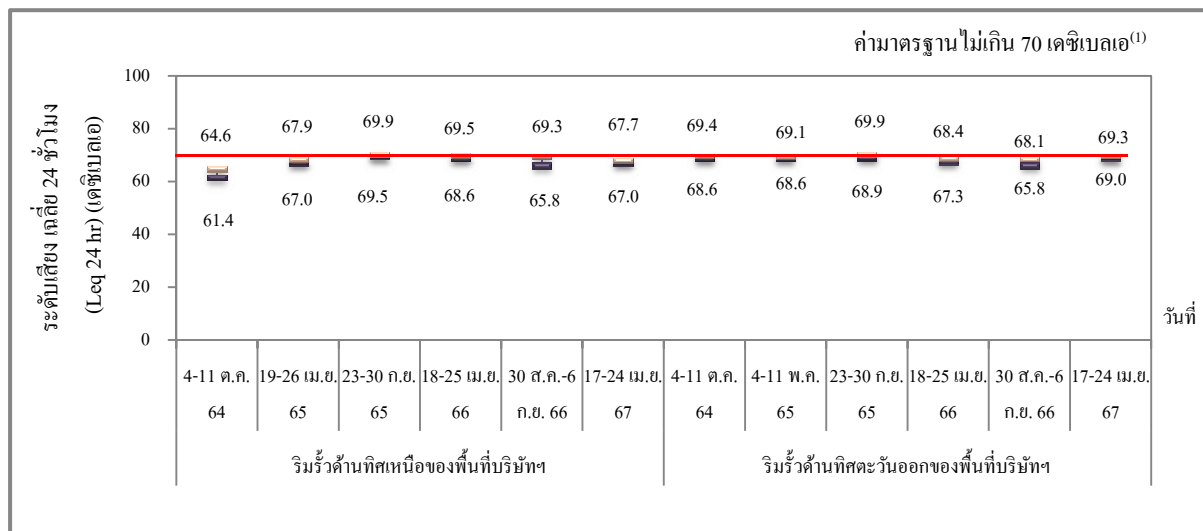 ค่ามาตรฐานไม่เกิน 70 เดซิเบลเอ(1)
ระดับเสียง เฉลี่ย 24 ชั่วโมง
(Leq 24 hr) (เดซิเบลเอ)
100
80
60
40
20
0
64.6 67.9 69.9 69.5 69.3 67.7 69.4 69.1 69.9 68.4 68.1 69.3
61.4 67.0 69.5 68.6 65.8 67.0 68.6 68.6 68.9 67.3 65.8 69.0
วันที่
4-11 ต.ค. 19-26 เม.ย. 23-30 ก.ย. 18-25 เม.ย. 30 ส.ค.-6 17-24 เม.ย. 4-11 ต.ค. 4-11 พ.ค. 23-30 ก.ย. 18-25 เม.ย. 30 ส.ค.-6 17-24 เม.ย.
64 65 65 66 ก.ย. 66 67 64 65 65 66 ก.ย. 66 67
ริมรั้วด้านทิศเหนือของพื้นที่บริษัทฯ ริมรั้วด้านทิศตะวันออกของพื้นที่บริษัทฯ